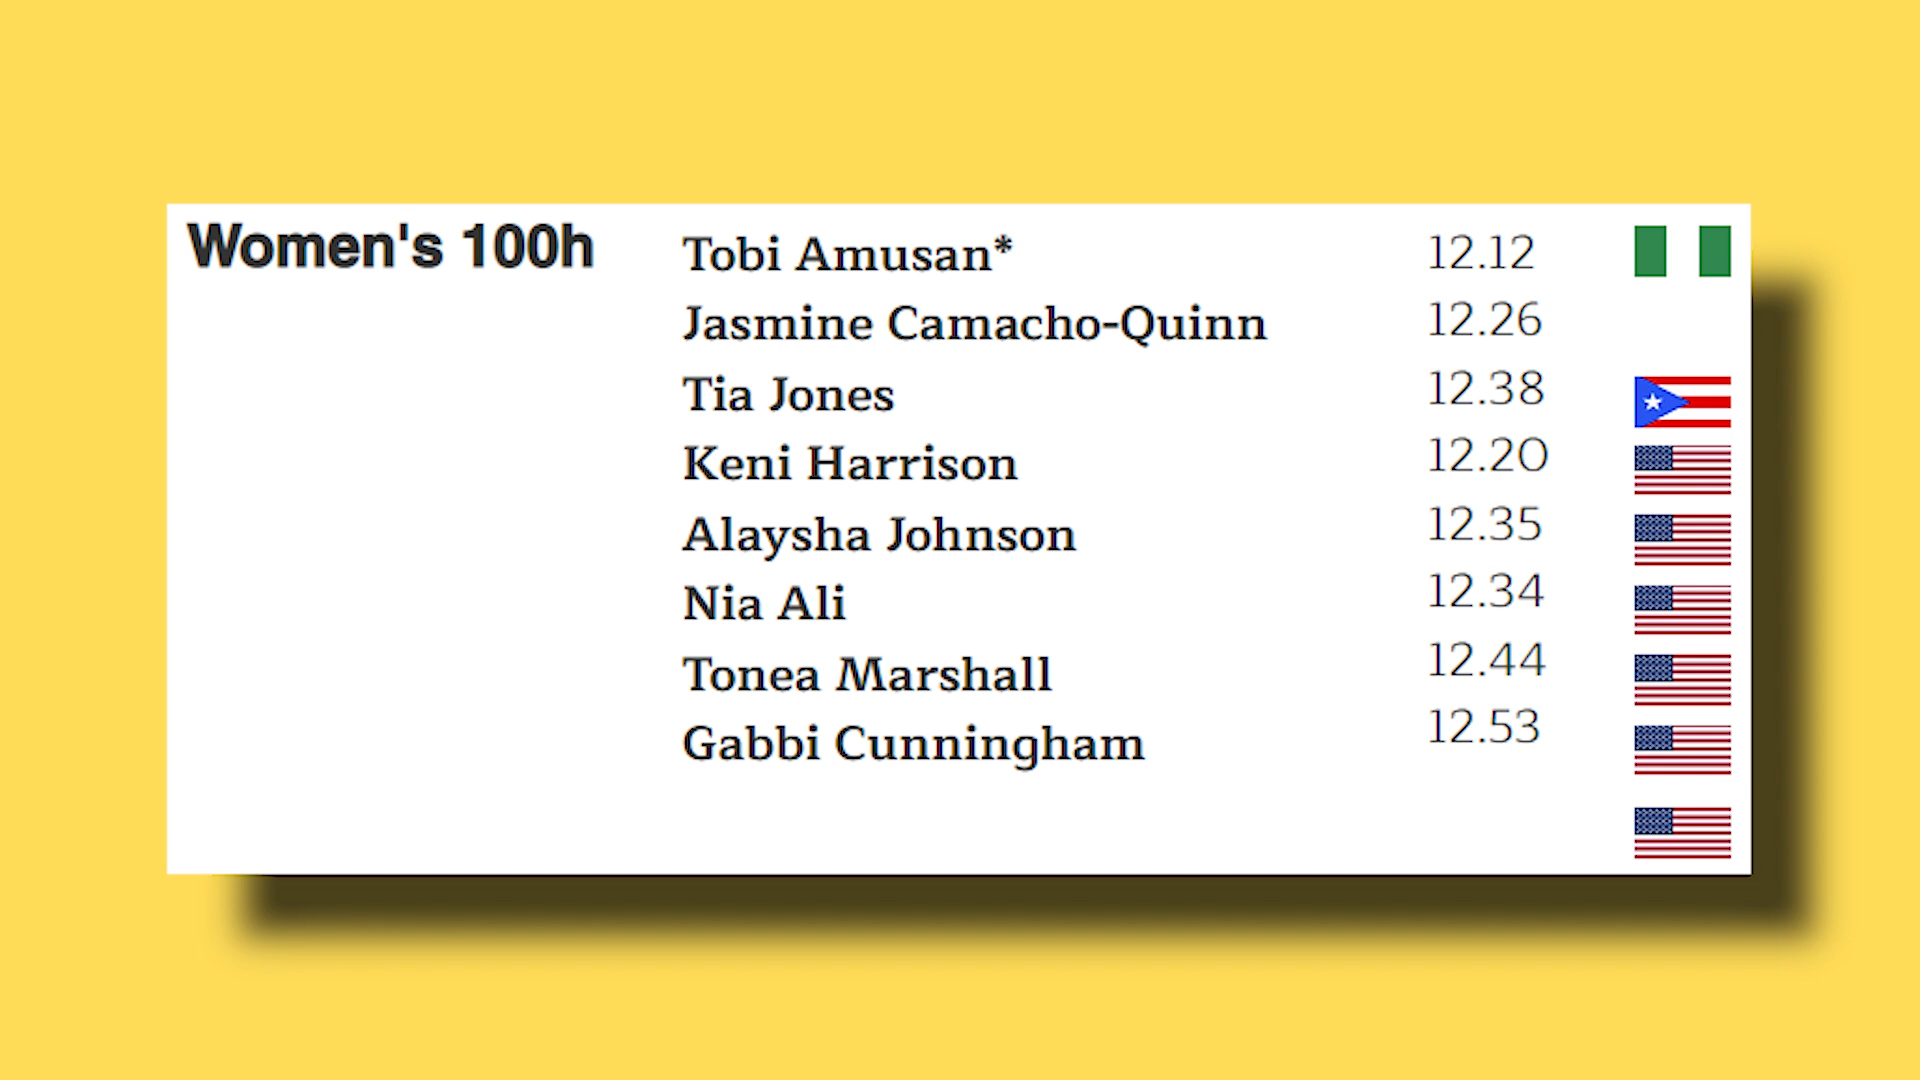 Women's 100h
Tobi Amusan* 12.12
Jasmine Camacho-Quinn 12.26
Tia Jones 12.38
Keni Harrison 12.20
Alaysha Johnson 12.35
Nia Ali 12.34
Tonea Marshall 12.44
Gabbi Cunningham 12.53